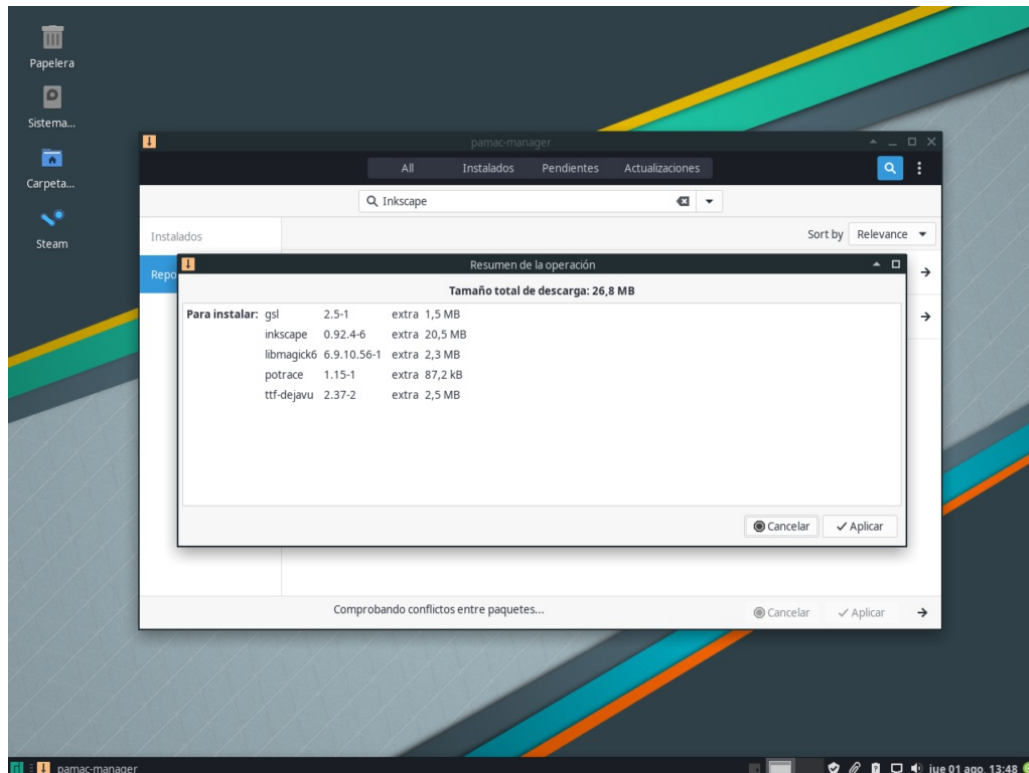 Papelera
Sistema...
Carpeta...
Steam
pamac-manager
All Instalados Pendientes Actualizaciones
Inkscape
Instalados
Sort by Relevance
Repo
Resumen de la operación
Tamaño total de descarga: 26,8 MB
Para instalar: gsl 2.5-1 extra 1,5 MB
inkscape 0.92.4-6 extra 20,5 MB
libmagick6 6.9.10.56-1 extra 2,3 MB
potrace 1.15-1 extra 87,2 kB
ttf-dejavu 2.37-2 extra 2,5 MB
Cancelar Aplicar
Comprobando conflictos entre paquetes...
Cancelar Aplicar
pamac-manager
jue 01 ago, 13:48